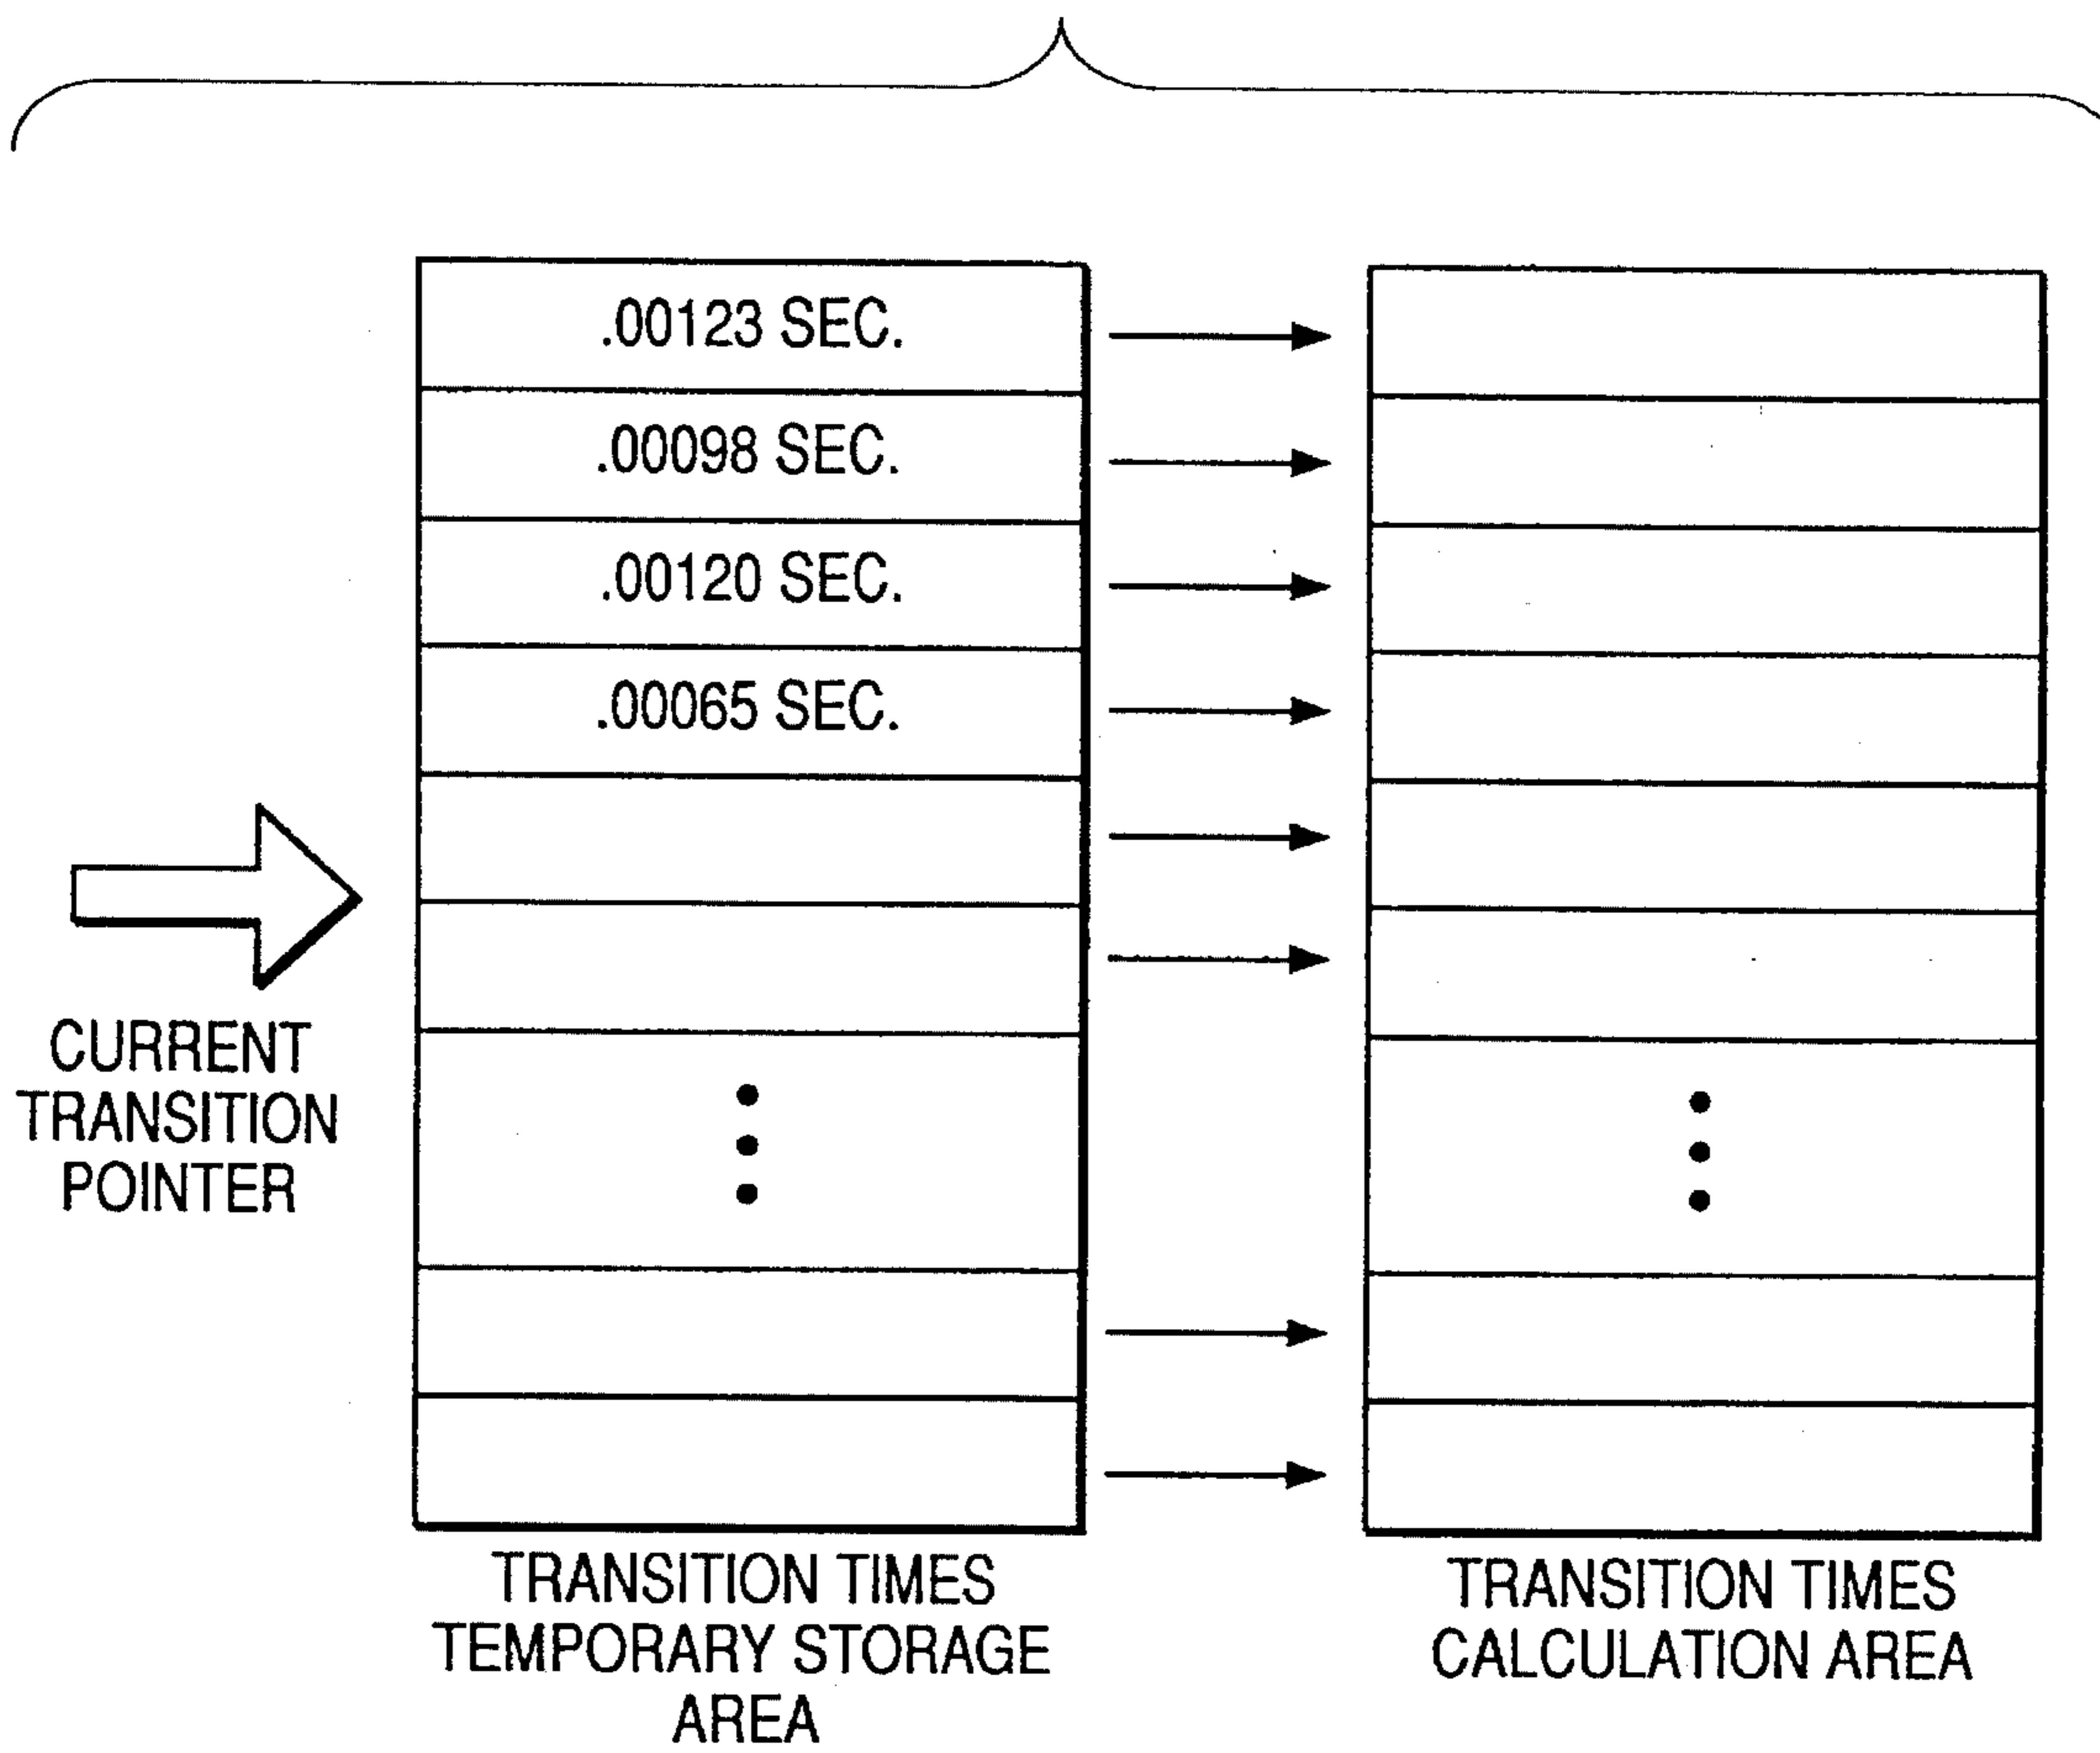 .00123 SEC.
.00098 SEC.
.00120 SEC.
.00065 SEC.
CURRENT
TRANSITION
POINTER
TRANSITION TIMES
TEMPORARY STORAGE
AREA
TRANSITION TIMES
CALCULATION AREA